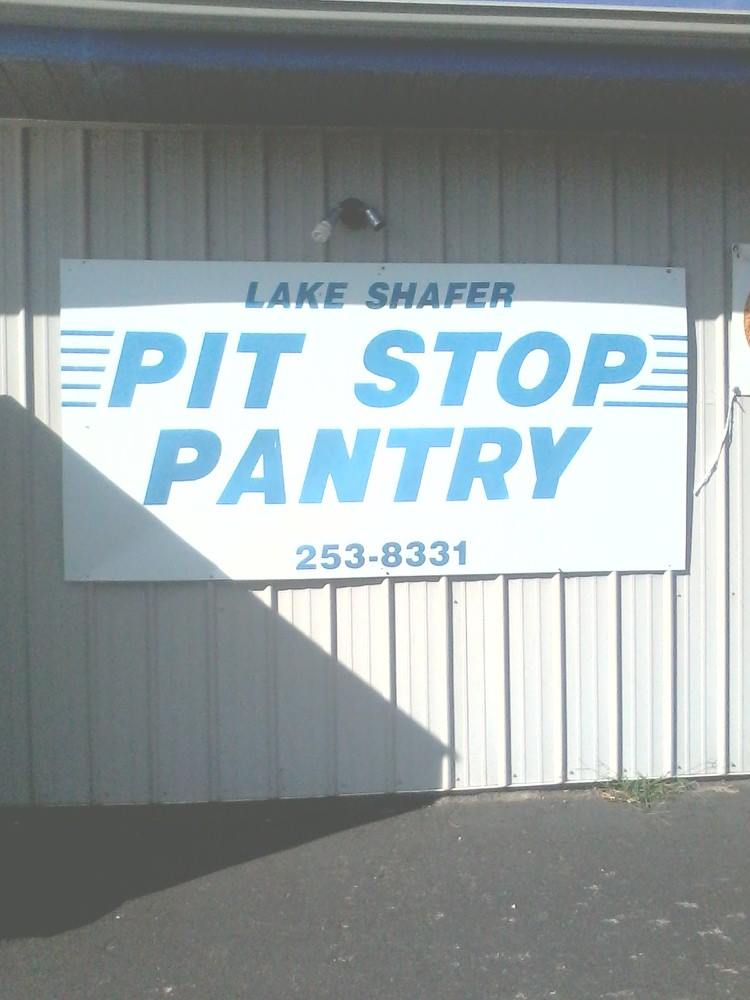 LAKE SHAFER
PIT STOP
PANTRY
253-8331